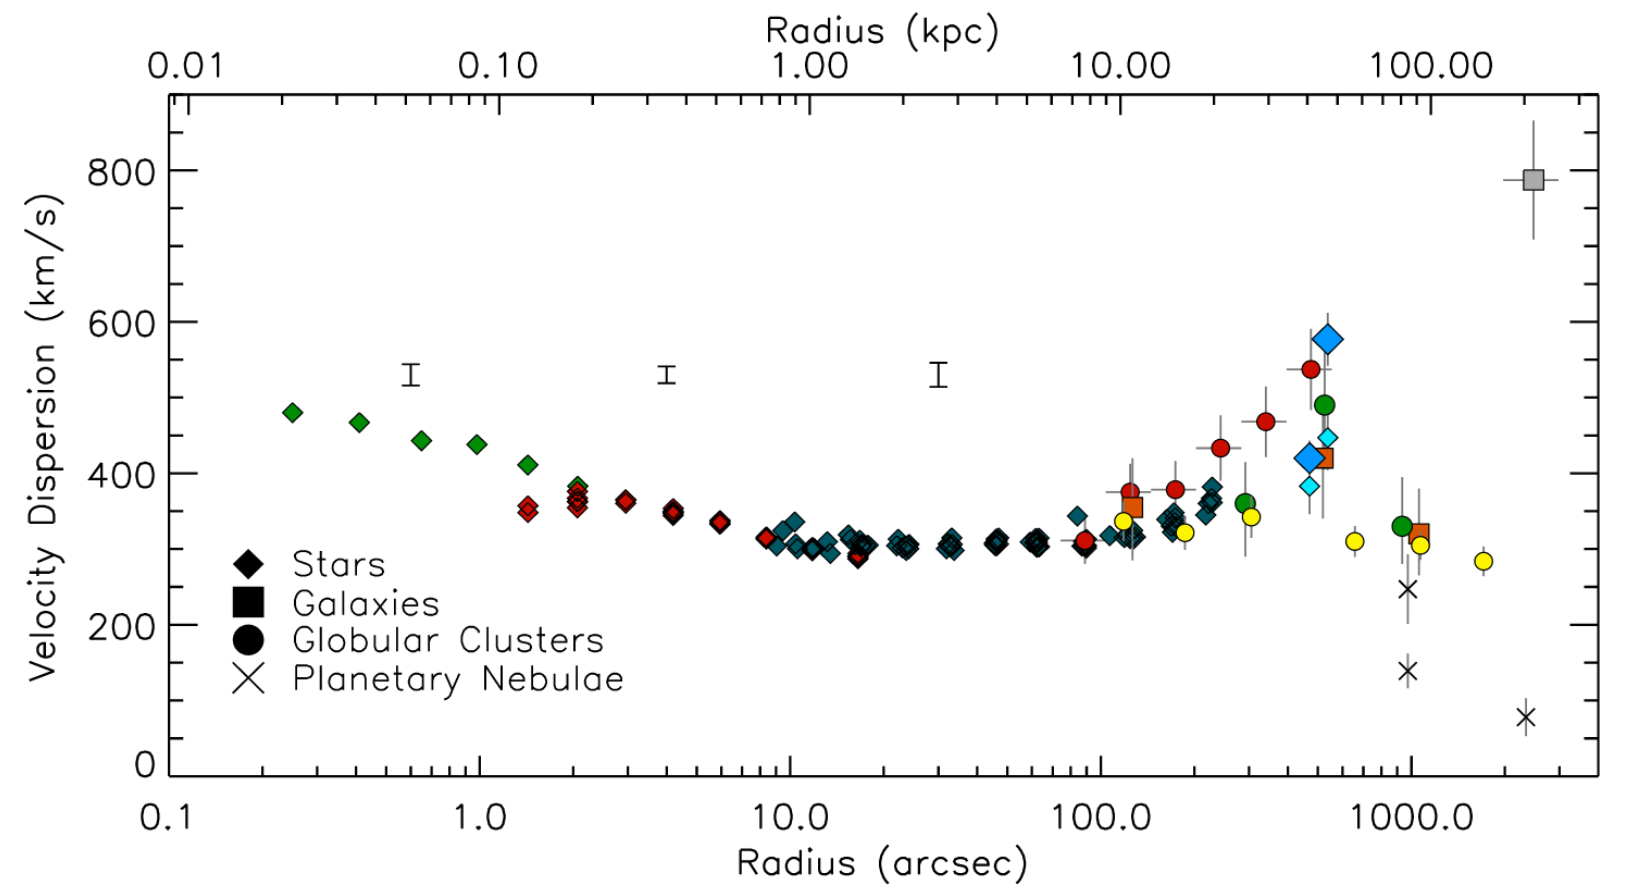 Radius (kpc)
0.01 0.10 1.00 10.00 100.00
Velocity Dispersion (km/s)
800
600
400
200
0
Stars
Galaxies
Globular Clusters
Planetary Nebulae
0.1 1.0 10.0 100.0 1000.0
Radius (arcsec)